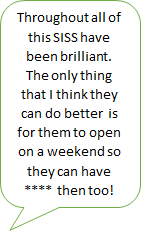 Throughout all of
this SISS have
been brilliant.
The only thing
that I think they
can do better is
for them to open
on a weekend so
they can have
**** then too!